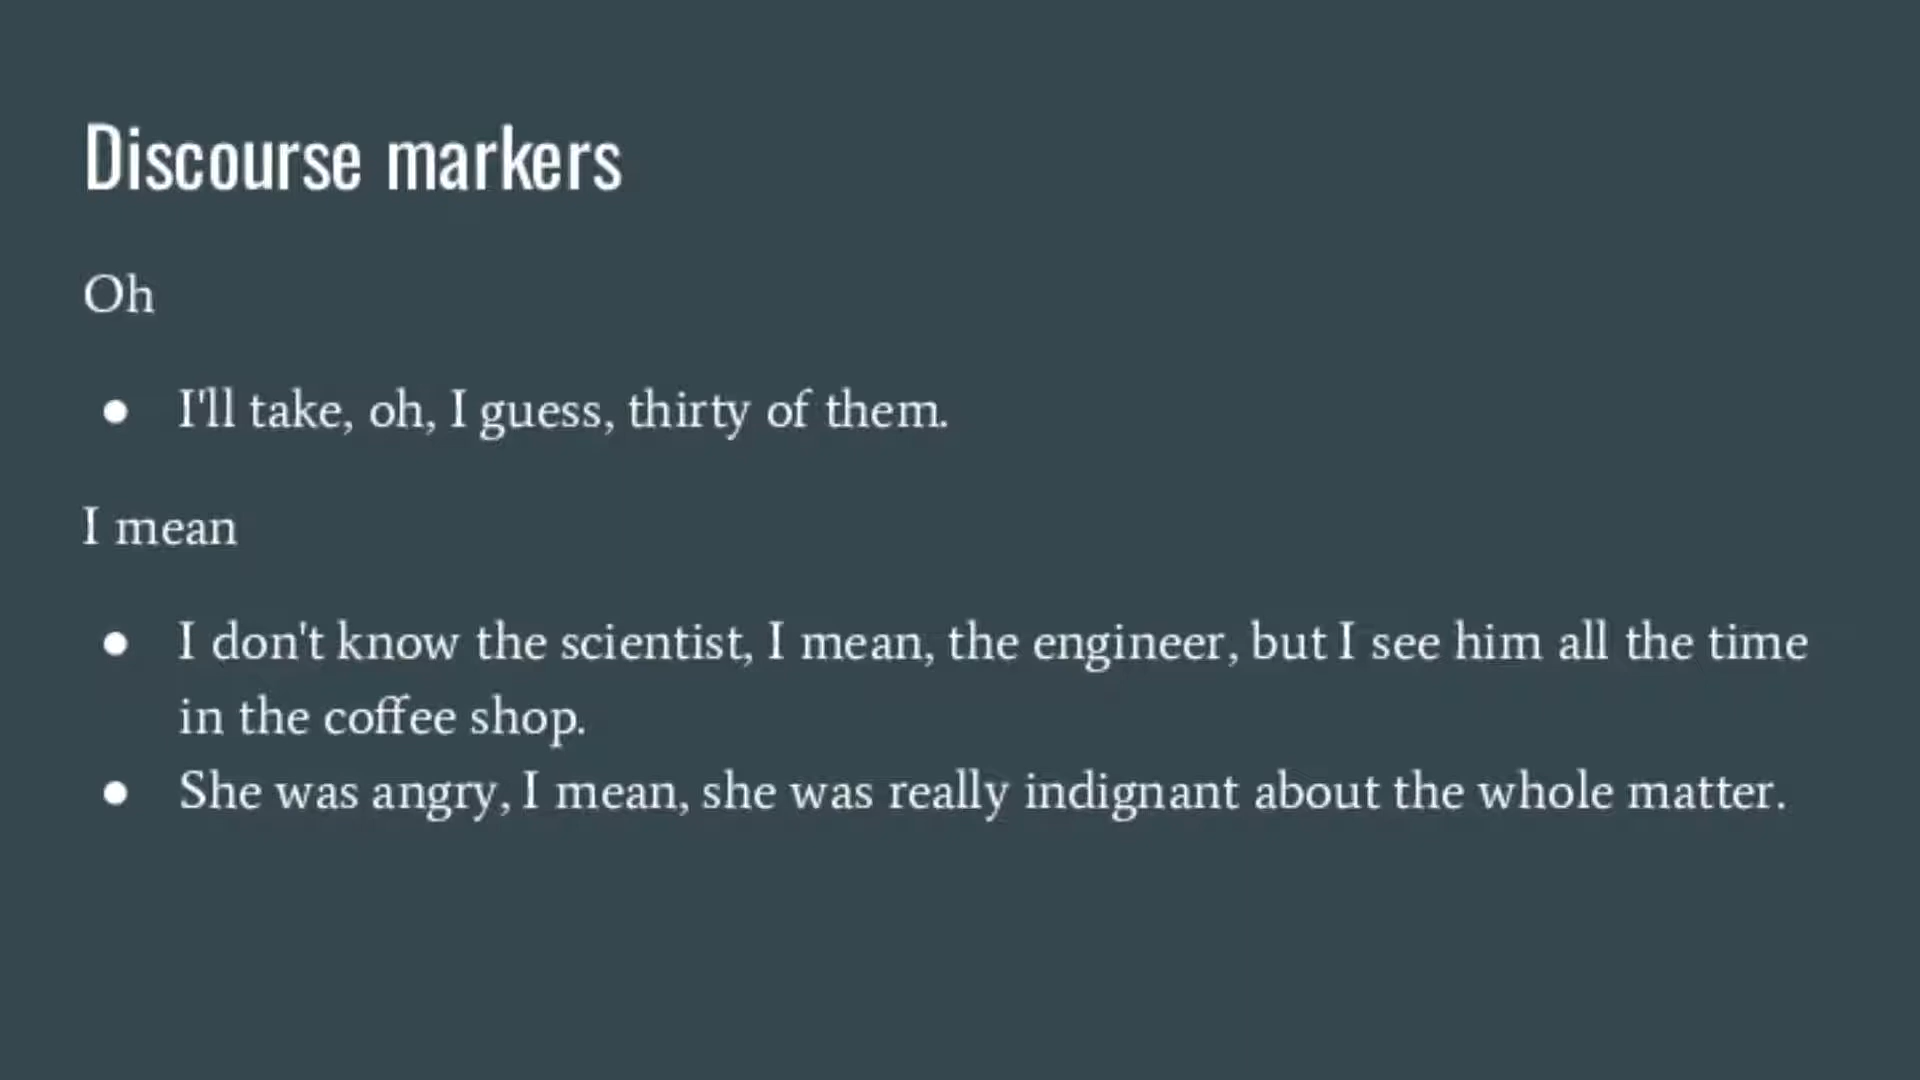 Discourse markers
Oh
● I'll take, oh, I guess, thirty of them.
I mean
● I don't know the scientist, I mean, the engineer, but I see him all the time
in the coffee shop.
● She was angry, I mean, she was really indignant about the whole matter.